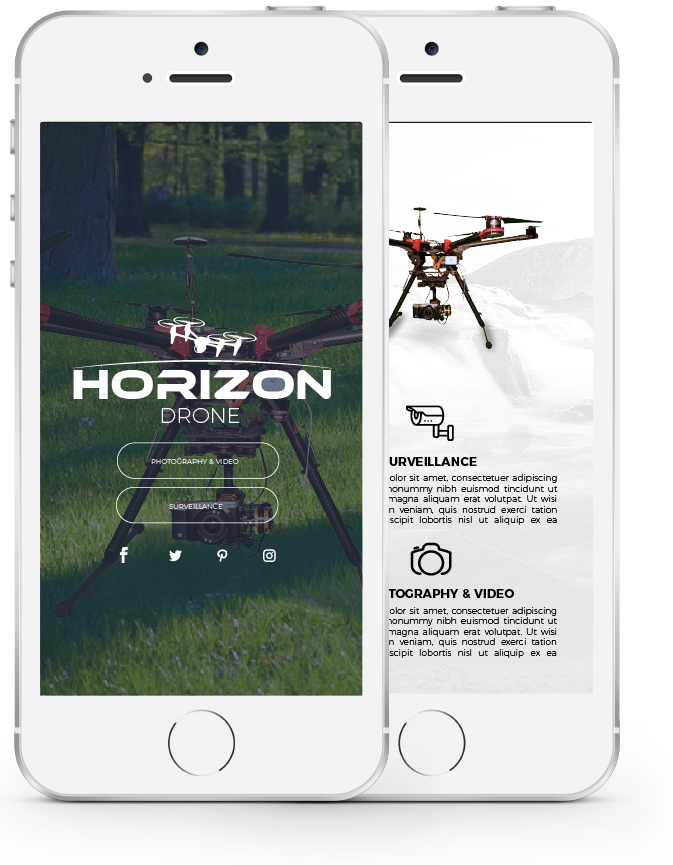 HORIZON
DRONE
PHOTOGRAPHY & VIDEO
SURVEILLANCE
URVEILLANCE
olor sit amet, consectetuer adipiscing
nonummy nibh euismod tincidunt ut
magna aliquam erat volutpat. Ut wisi
n veniam, quis nostrud exerci tation
scipit lobortis nisl ut aliquip ex ea
TOGRAPHY & VIDEO
olor sit amet, consectetuer adipiscing
nonummy nibh euismod tincidunt ut
magna aliquam erat volutpat. Ut wisi
n veniam, quis nostrud exerci tation
scipit lobortis nisl ut aliquip ex ea